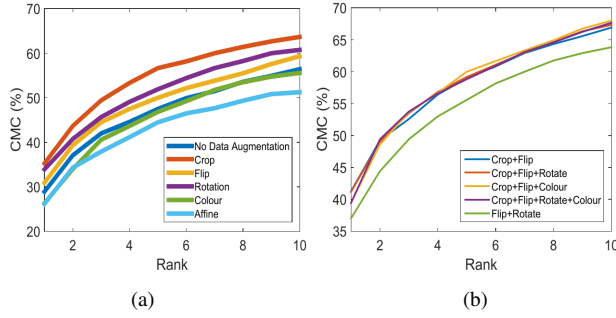 70
60
50
40
30
20
CMC (%)
No Data Augmentation
Crop
Flip
Rotation
Colour
Affine
2 4 6 8 10
Rank
(a)
70
65
60
55
50
45
40
35
CMC (%)
Crop+Flip
Crop+Flip+Rotate
Crop+Flip+Colour
Crop+Flip+Rotate+Colour
Flip+Rotate
2 4 6 8 10
Rank
(b)